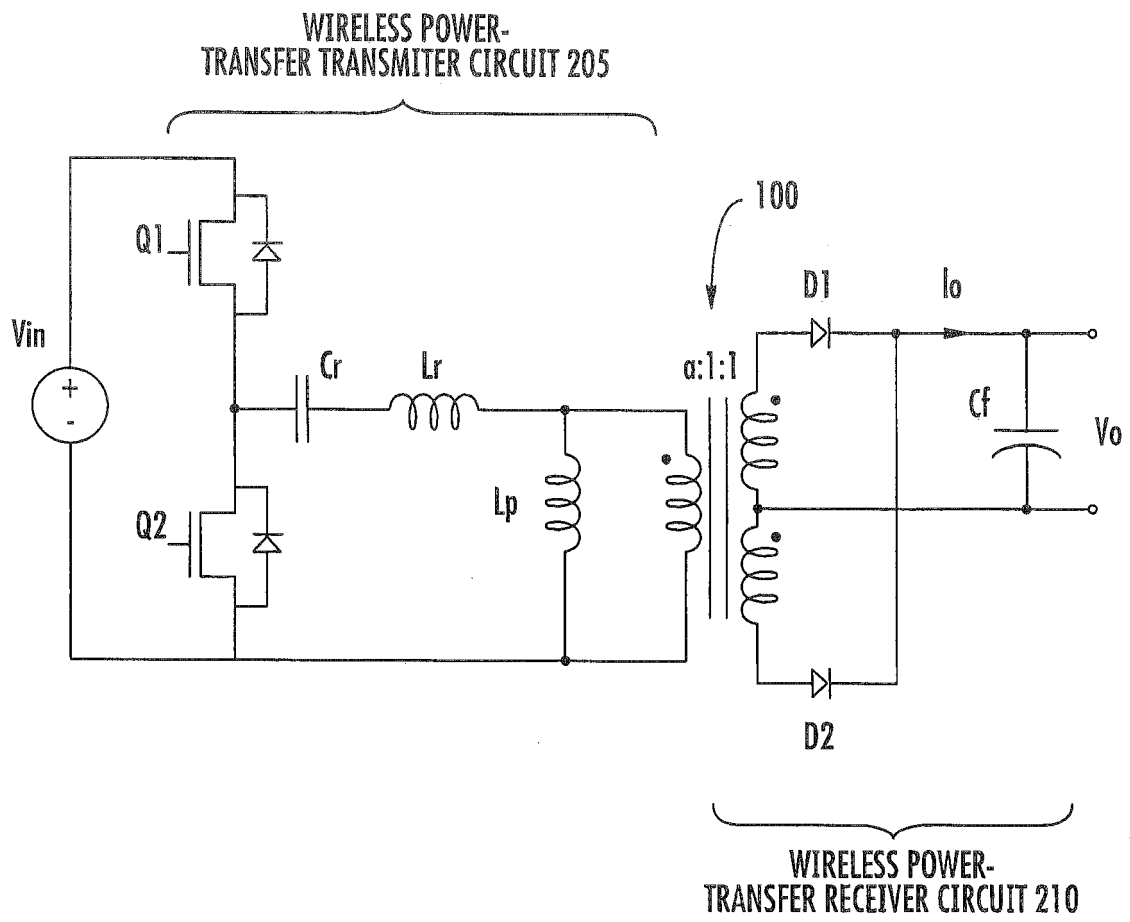 WIRELESS POWER-
TRANSFER TRANSMITER CIRCUIT 205
100
Q1
D1
Io
Vin
+
-
Cr
Lr
α:1:1
Cf
Vo
Lp
Q2
D2
WIRELESS POWER-
TRANSFER RECEIVER CIRCUIT 210